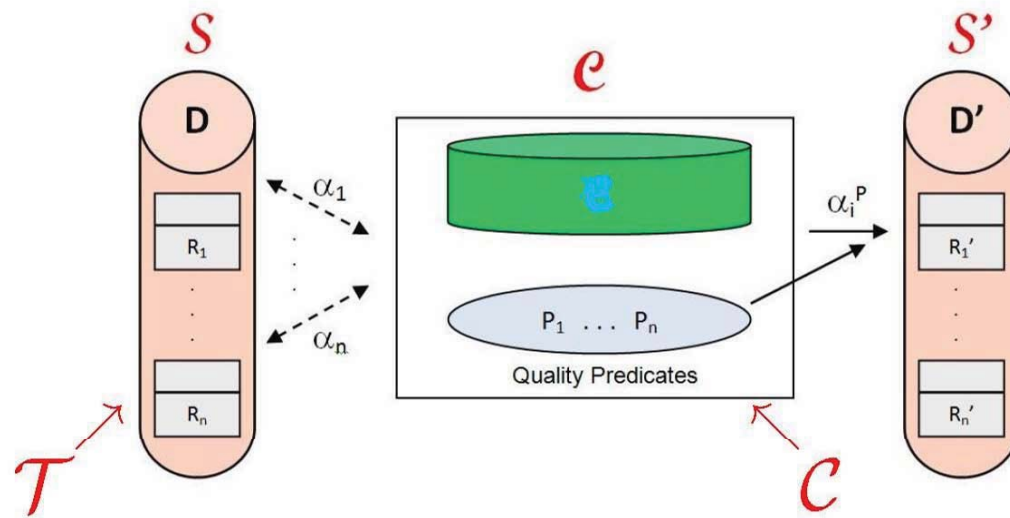 S
C
S’
D
D’
α1
αiP
R1
R1’
P1 . . . Pn
αn
Quality Predicates
Rn
Rn’
T
C